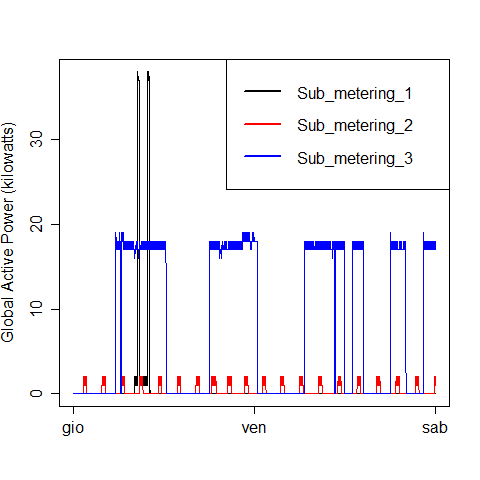 Global Active Power (kilowatts)
30
20
10
0
Sub_metering_1
Sub_metering_2
Sub_metering_3
gio
ven
sab